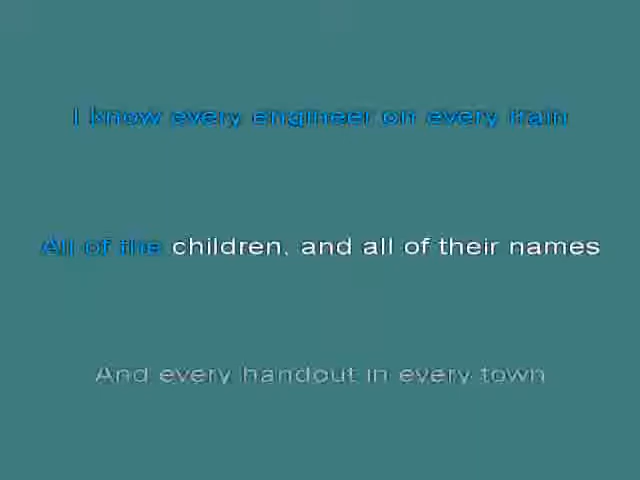 I know every engineer on every train
All of the children, and all of their names
And every handout in every town